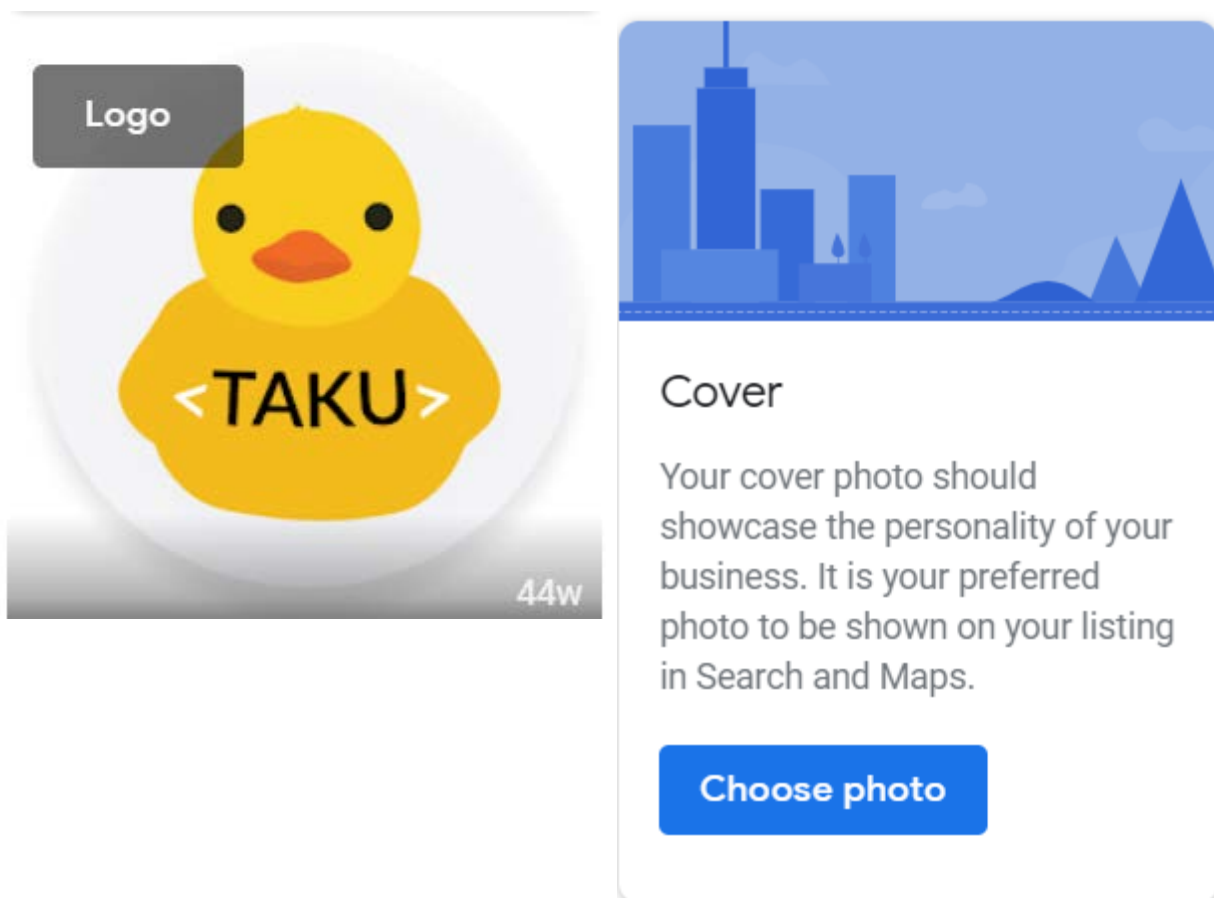 Logo
<TAKU>
44w
Cover
Your cover photo should
showcase the personality of your
business. It is your preferred
photo to be shown on your listing
in Search and Maps.
Choose photo